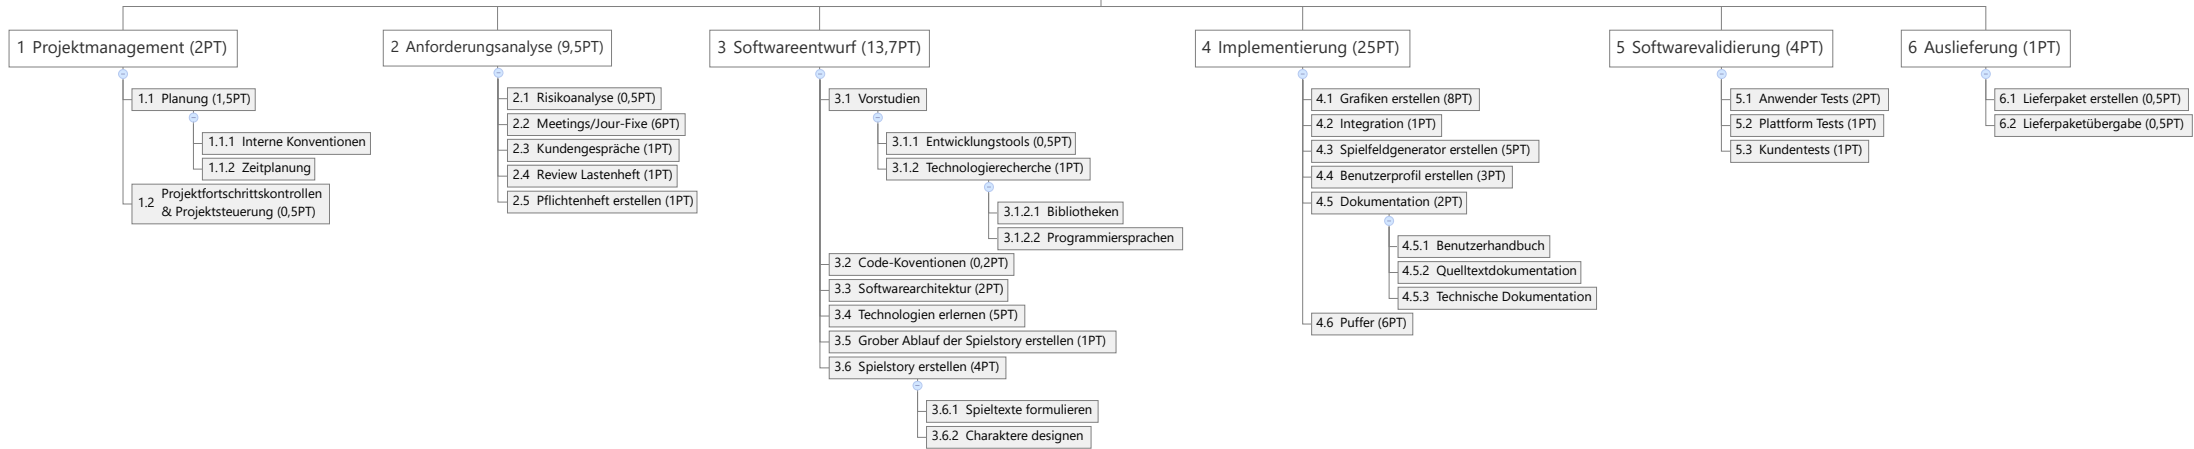 1 Projektmanagement (2PT)
1.1 Planung (1,5PT)
1.1.1 Interne Konventionen
1.1.2 Zeitplanung
1.2 Projektfortschrittskontrollen
& Projektsteuerung (0,5PT)
2 Anforderungsanalyse (9,5PT)
2.1 Risikoanalyse (0,5PT)
2.2 Meetings/Jour-Fixe (6PT)
2.3 Kundengespräche (1PT)
2.4 Review Lastenheft (1PT)
2.5 Pflichtenheft erstellen (1PT)
3 Softwareentwurf (13,7PT)
3.1 Vorstudien
3.1.1 Entwicklungstools (0,5PT)
3.1.2 Technologierecherche (1PT)
3.1.2.1 Bibliotheken
3.1.2.2 Programmiersprachen
3.2 Code-Koventionen (0,2PT)
3.3 Softwarearchitektur (2PT)
3.4 Technologien erlernen (5PT)
3.5 Grober Ablauf der Spielstory erstellen (1PT)
3.6 Spielstory erstellen (4PT)
3.6.1 Spieltexte formulieren
3.6.2 Charaktere designen
4 Implementierung (25PT)
4.1 Grafiken erstellen (8PT)
4.2 Integration (1PT)
4.3 Spielfeldgenerator erstellen (5PT)
4.4 Benutzerprofil erstellen (3PT)
4.5 Dokumentation (2PT)
4.5.1 Benutzerhandbuch
4.5.2 Quelltextdokumentation
4.5.3 Technische Dokumentation
4.6 Puffer (6PT)
5 Softwarevalidierung (4PT)
5.1 Anwender Tests (2PT)
5.2 Plattform Tests (1PT)
5.3 Kundentests (1PT)
6 Auslieferung (1PT)
6.1 Lieferpaket erstellen (0,5PT)
6.2 Lieferpaketübergabe (0,5PT)